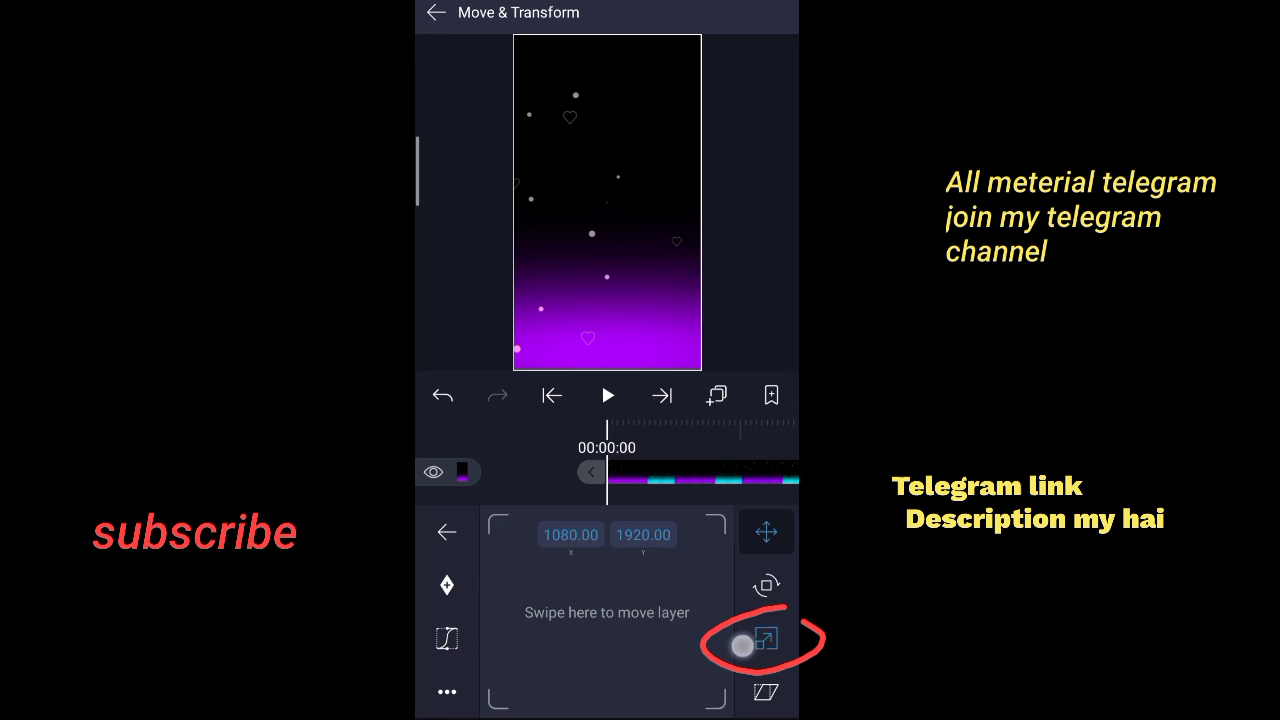 Move & Transform
All meterial telegram
join my telegram
channel
00:00:00
Telegram link
Description my hai
subscribe
1080.00 1920.00
X Y
Swipe here to move layer